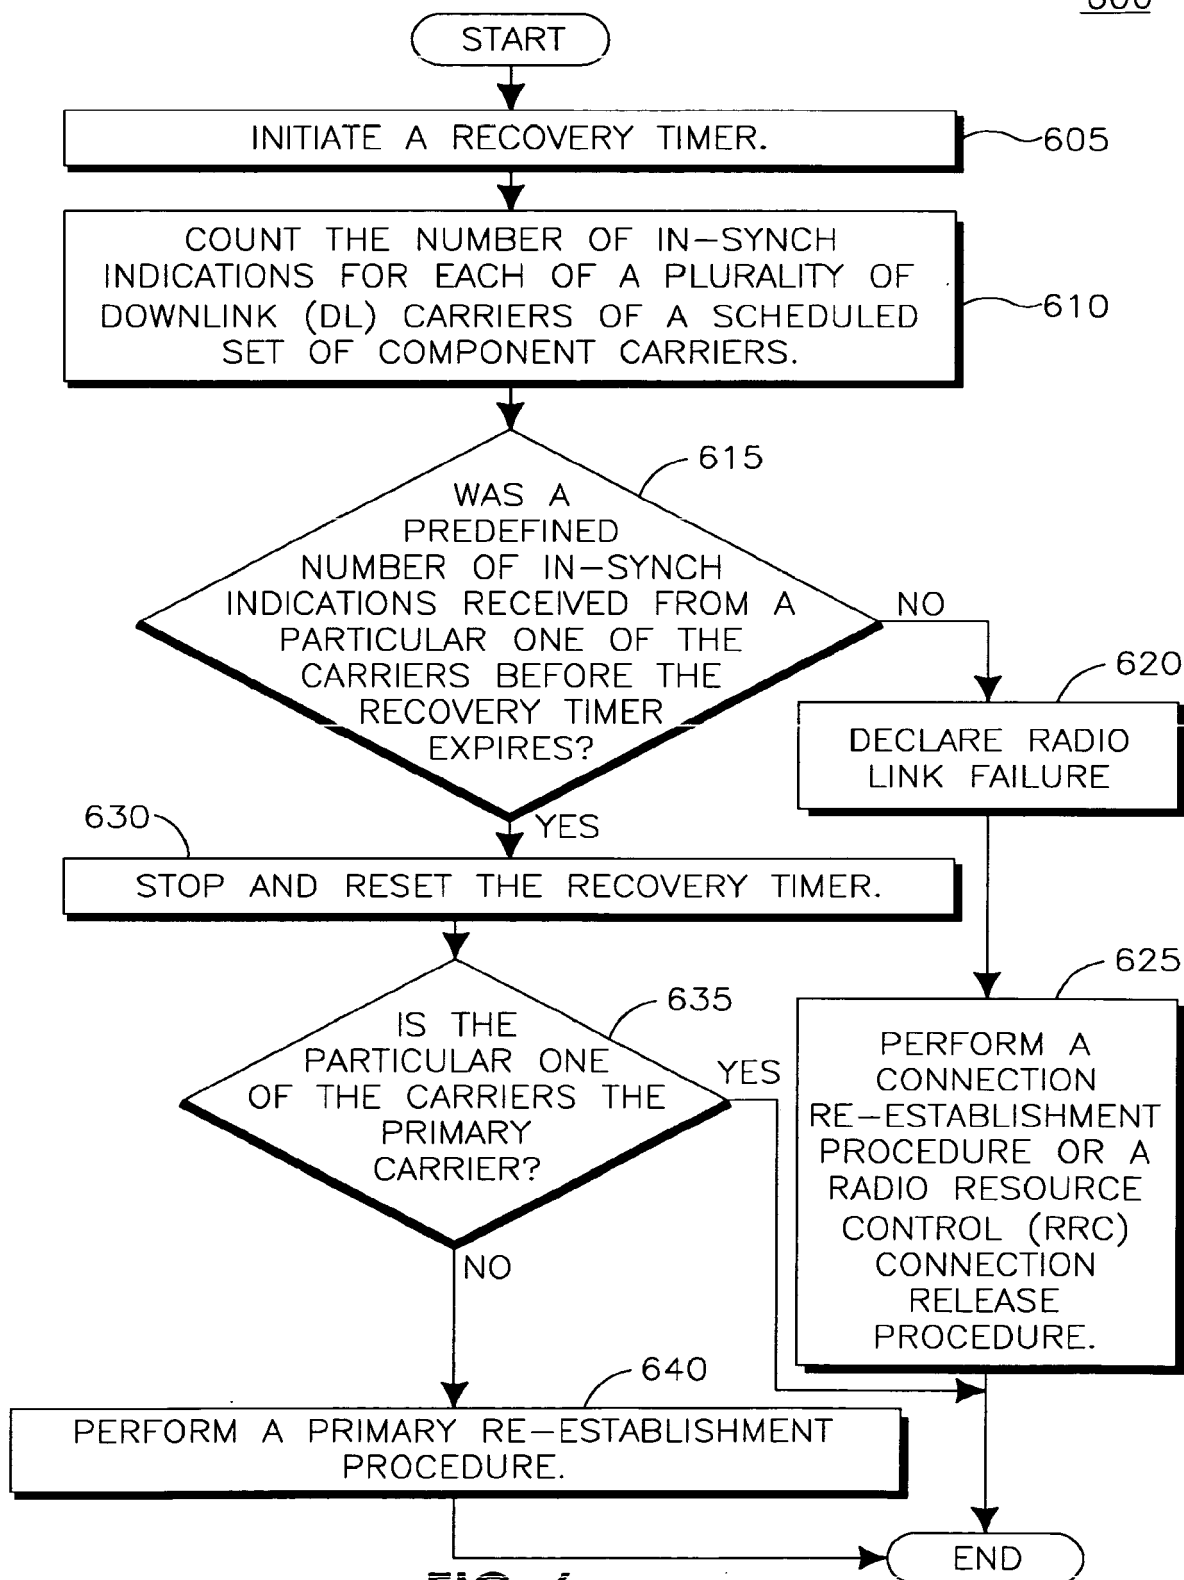 600
START
INITIATE A RECOVERY TIMER.
605
COUNT THE NUMBER OF IN-SYNCH
INDICATIONS FOR EACH OF A PLURALITY OF
DOWNLINK (DL) CARRIERS OF A SCHEDULED
SET OF COMPONENT CARRIERS.
610
615
WAS A
PREDEFINED
NUMBER OF IN-SYNCH
INDICATIONS RECEIVED FROM A
PARTICULAR ONE OF THE
CARRIERS BEFORE THE
RECOVERY TIMER
EXPIRES?
NO
620
DECLARE RADIO
LINK FAILURE
YES
630
STOP AND RESET THE RECOVERY TIMER.
625
PERFORM A
CONNECTION
RE-ESTABLISHMENT
PROCEDURE OR A
RADIO RESOURCE
CONTROL (RRC)
CONNECTION
RELEASE
PROCEDURE.
635
IS THE
PARTICULAR ONE
OF THE CARRIERS THE
PRIMARY
CARRIER?
YES
NO
640
PERFORM A PRIMARY RE-ESTABLISHMENT
PROCEDURE.
END